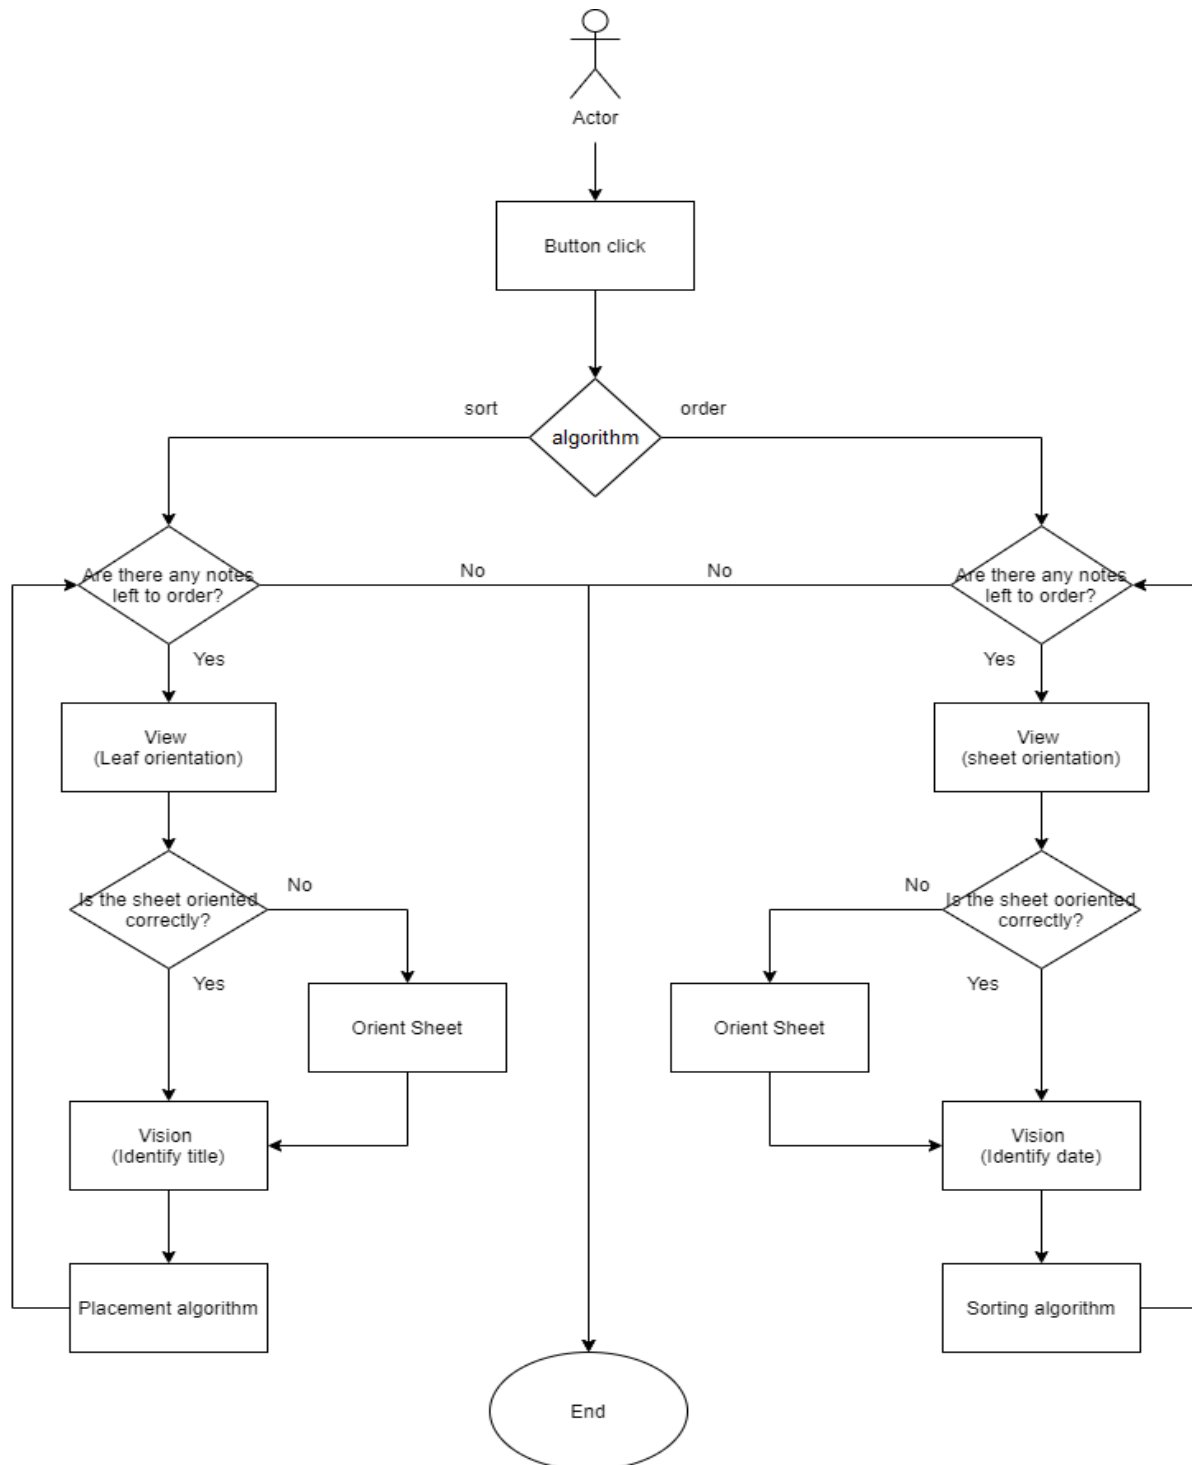 Actor
Button click
sort
order
algorithm
No
No
Are there any notes
left to order?
Are there any notes
left to order?
Yes
Yes
View
(Leaf orientation)
View
(sheet orientation)
No
No
Is the sheet oriented
correctly?
Is the sheet ooriented
correctly?
Yes
Yes
Orient Sheet
Orient Sheet
Vision
(Identify title)
Vision
(Identify date)
Placement algorithm
Sorting algorithm
End